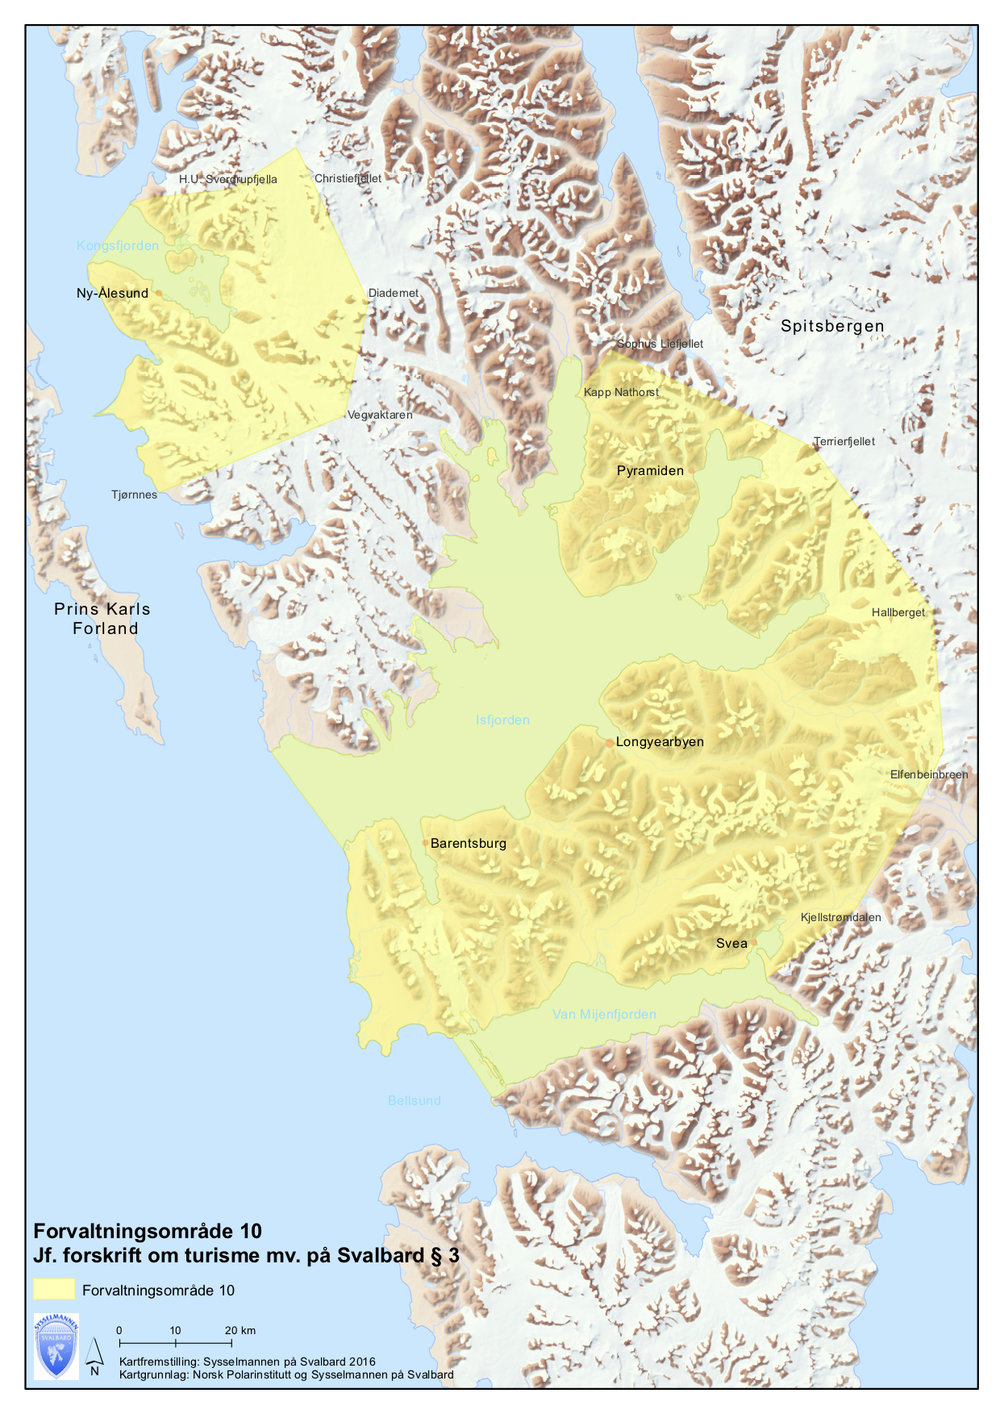 H.U. Sverdrupfjella
Christiefjellet
Kongsfjorden
Ny-Ålesund
Diademet
Spitsbergen
Sophus Liefjellet
Kapp Nathorst
Vegvaktaren
Terrierfjellet
Pyramiden
Tjørnnes
Prins Karls
Forland
Hallberget
Isfjorden
Longyearbyen
Elfenbeinbreen
Barentsburg
Kjellstrømdalen
Svea
Van Mijenfjorden
Bellsund
Forvaltningsområde 10
Jf. forskrift om turisme mv. på Svalbard § 3
Forvaltningsområde 10
SYSSELMANNEN
SVALBARD
N
0 10 20 km
Kartfremstilling: Sysselmannen på Svalbard 2016
Kartgrunnlag: Norsk Polarinstitutt og Sysselmannen på Svalbard